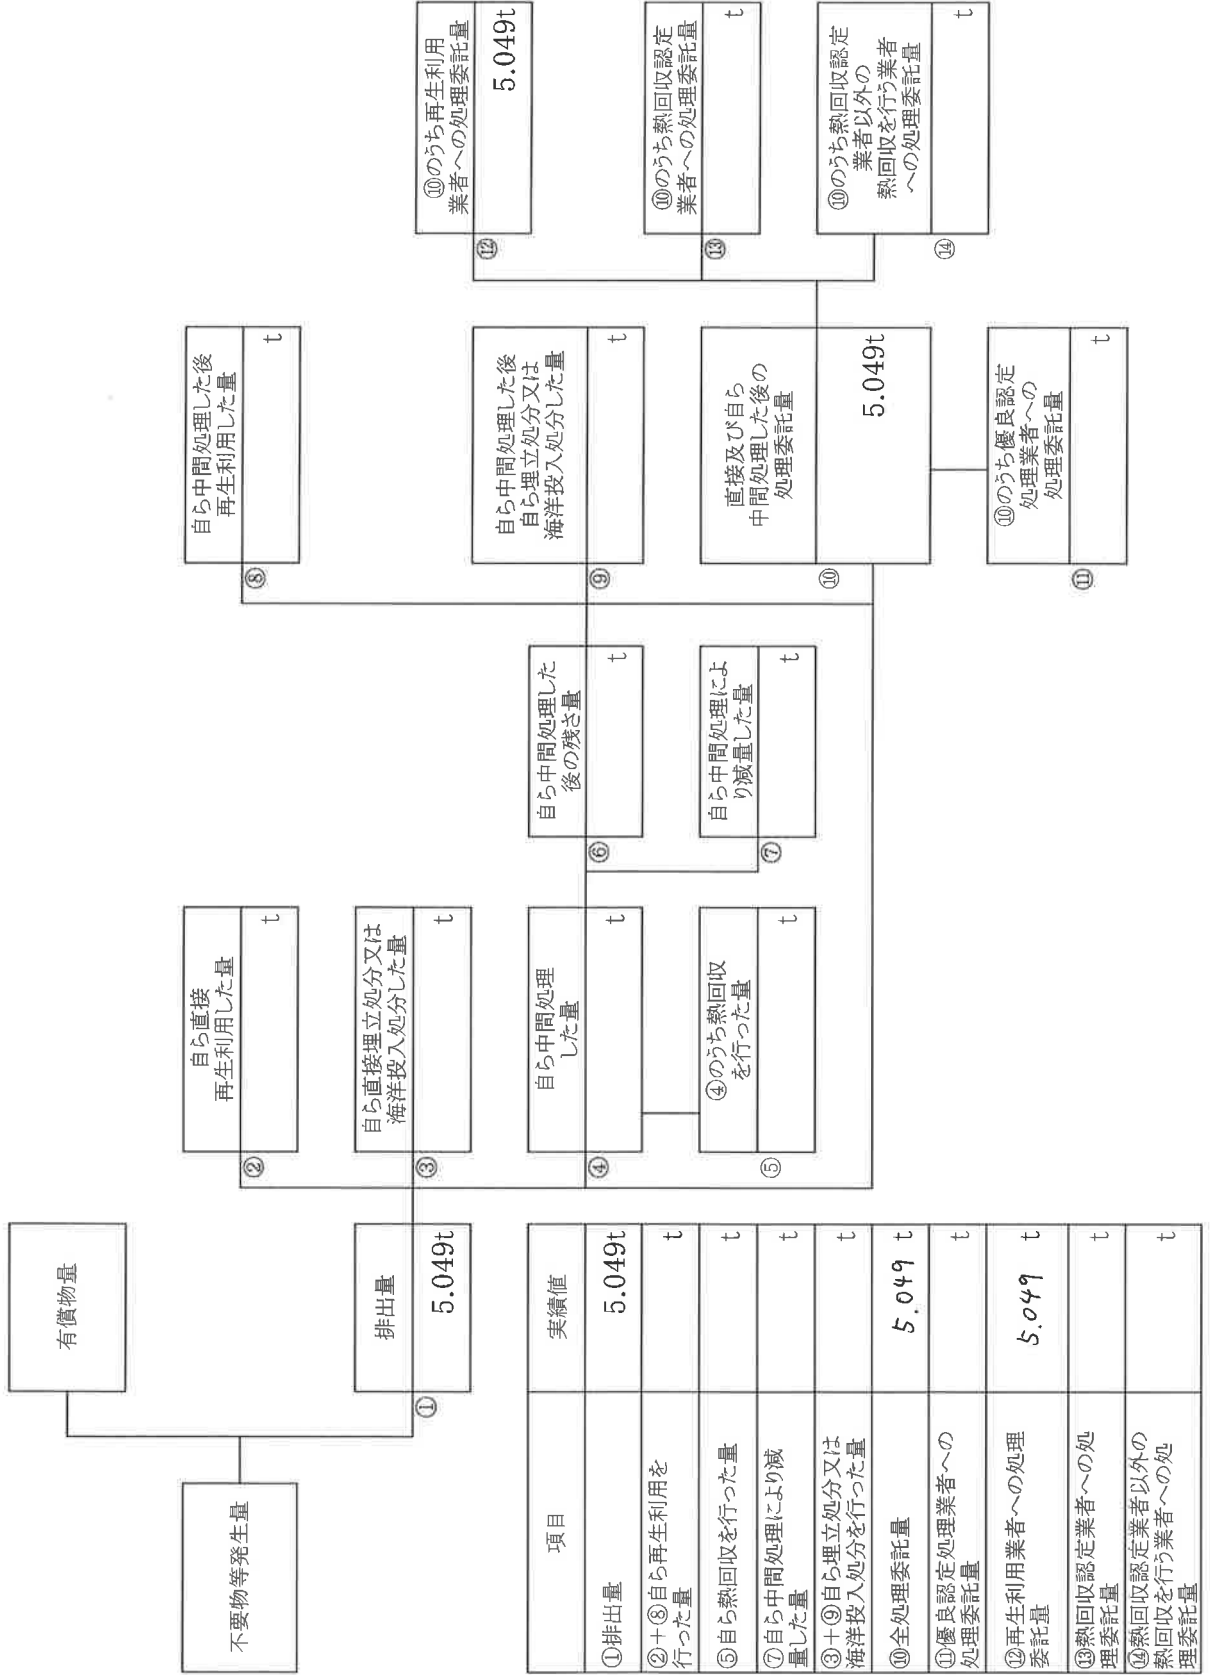 不要物等発生量
有償物量
①
排出量
5.049t
②
自ら直接
再生利用した量
t
③
自ら直接埋立処分又は
海洋投入処分した量
t
④
自ら中間処理
した量
t
⑤
④のうち熱回収
を行った量
t
⑥
自ら中間処理した
後の残さ量
t
⑦
自ら中間処理によ
り減量した量
t
⑧
自ら中間処理した後
再生利用した量
t
⑨
自ら中間処理した後
自ら埋立処分又は
海洋投入処分した量
t
⑩
直接及び自ら
中間処理した後の
処理委託量
5.049t
⑪
⑩のうち優良認定
処理業者への
処理委託量
t
⑫
⑩のうち再生利用
業者への処理委託量
5.049t
⑬
⑩のうち熱回収認定
業者への処理委託量
t
⑭
⑩のうち熱回収認定
業者以外の
熱回収を行う業者
への処理委託量
t
項目 実績値
①排出量 5.049t
②+⑧自ら再生利用を
行った量 t
⑤自ら熱回収を行った量 t
⑦自ら中間処理により減
量した量 t
③+⑨自ら埋立処分又は
海洋投入処分を行った量 t
⑩全処理委託量 5.049 t
⑪優良認定処理業者への
処理委託量 t
⑫再生利用業者への処理
委託量 5.049 t
⑬熱回収認定業者への処
理委託量 t
⑭熱回収認定業者以外の
熱回収を行う業者への処
理委託量 t